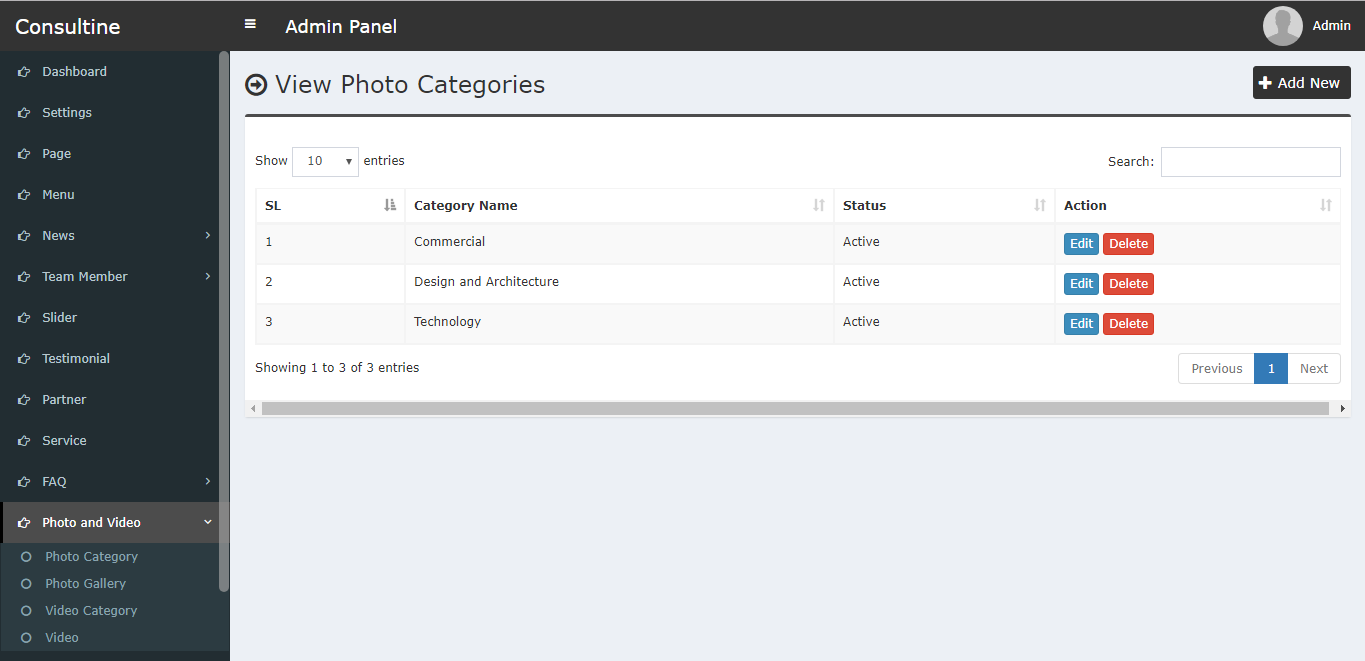 Consultine
Admin Panel
Admin
Dashboard
Settings
Page
Menu
News
Team Member
Slider
Testimonial
Partner
Service
FAQ
Photo and Video
Photo Category
Photo Gallery
Video Category
Video
View Photo Categories
Add New
Show 10 entries
Search:
SL Category Name Status Action
1 Commercial Active Edit Delete
2 Design and Architecture Active Edit Delete
3 Technology Active Edit Delete
Showing 1 to 3 of 3 entries
Previous 1 Next